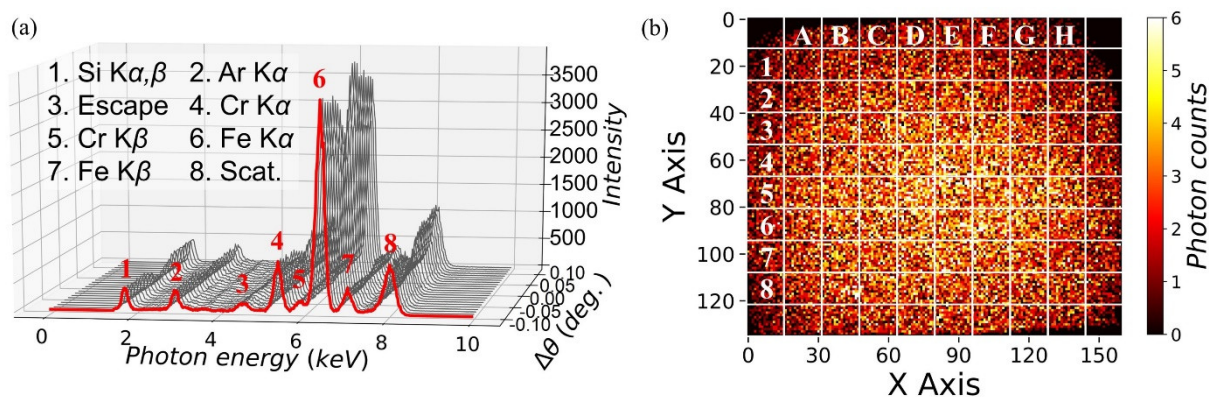 (a)
1. Si Kα,β 2. Ar Kα
3. Escape 4. Cr Kα
5. Cr Kβ 6. Fe Kα
7. Fe Kβ 8. Scat.
6
1
2
3
4
5
7
8
3500
3000
2500
2000
1500
1000
500
Intensity
0.10
0.05
0.00
-0.05
-0.10
Δθ (deg.)
0 2 4 6 8 10
Photon energy (keV)
(b)
A B C D E F G H
1
2
3
4
5
6
7
8
0
20
40
60
80
100
120
Y Axis
0 30 60 90 120 150
X Axis
6
5
4
3
2
1
0
Photon counts